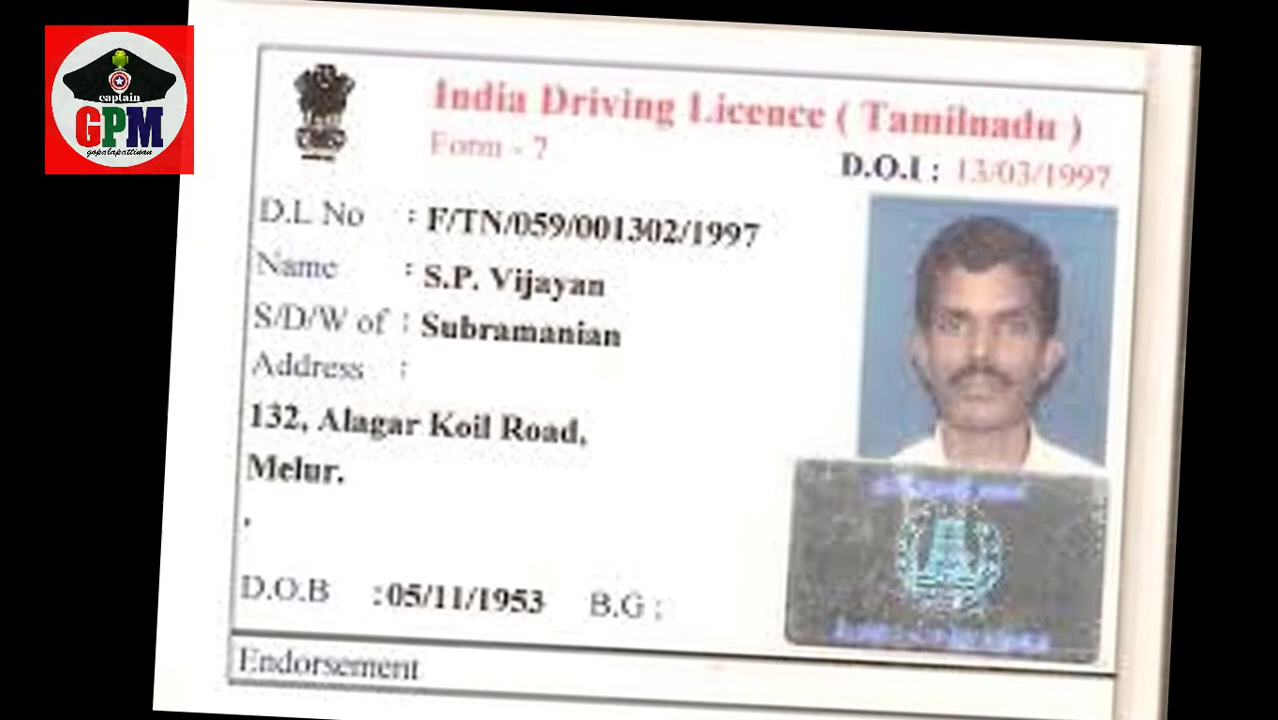 captain
GPM
gopalapattinan
India Driving Licence ( Tamilnadu )
Form - 7
D.O.I : 13/03/1997
D.L No : F/TN/059/001302/1997
Name : S.P. Vijayan
S/D/W of : Subramanian
Address :
132, Alagar Koil Road,
Melur.
,
D.O.B :05/11/1953 B.G :
Endorsement